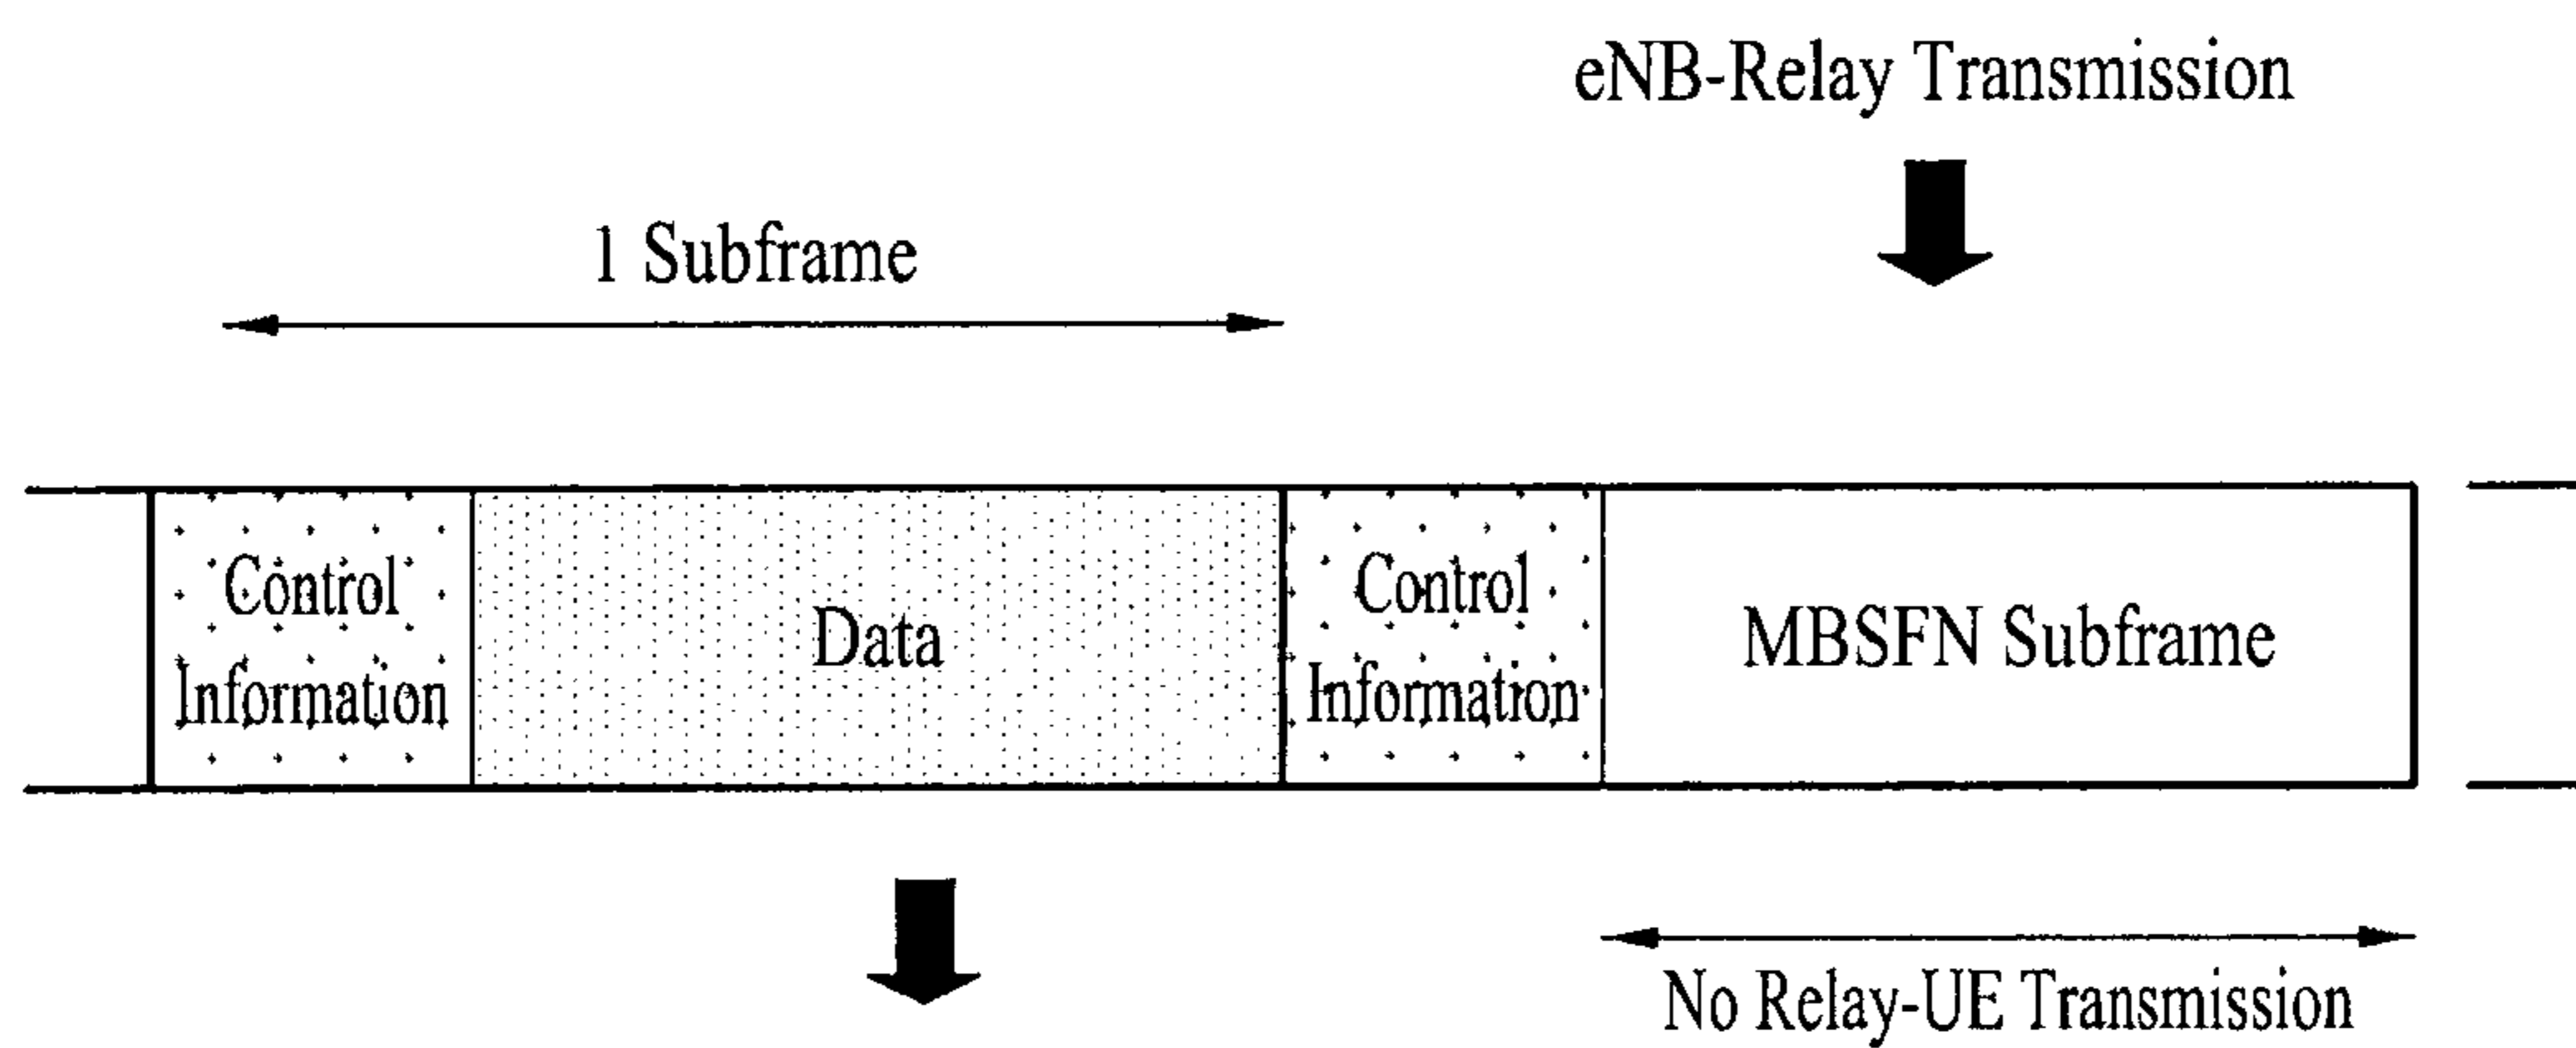 eNB-Relay Transmission
1 Subframe
Control
Information
Data
Control
Information
MBSFN Subframe
No Relay-UE Transmission